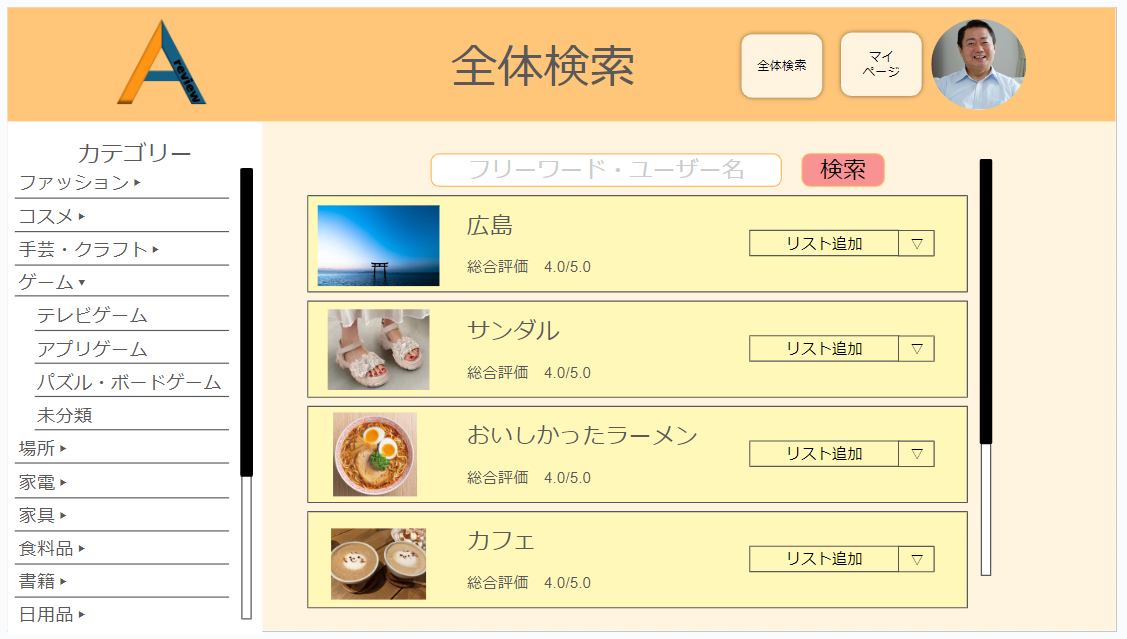 review
全体検索
全体検索
マイ
ページ
カテゴリー
ファッション▸
コスメ▸
手芸・クラフト▸
ゲーム▾
テレビゲーム
アプリゲーム
パズル・ボードゲーム
未分類
場所▸
家電▸
家具▸
食料品▸
書籍▸
日用品▸
フリーワード・ユーザー名 検索
広島
総合評価 4.0/5.0
リスト追加 ▽
サンダル
総合評価 4.0/5.0
リスト追加 ▽
おいしかったラーメン
総合評価 4.0/5.0
リスト追加 ▽
カフェ
総合評価 4.0/5.0
リスト追加 ▽